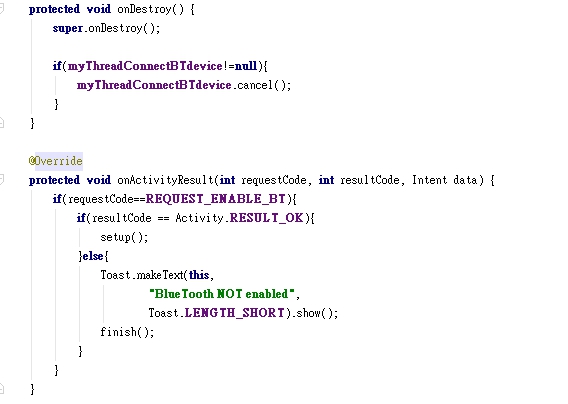 protected void onDestroy() {
    super.onDestroy();

    if(myThreadConnectBTdevice!=null){
        myThreadConnectBTdevice.cancel();
    }
}

@Override
protected void onActivityResult(int requestCode, int resultCode, Intent data) {
    if(requestCode==REQUEST_ENABLE_BT){
        if(resultCode == Activity.RESULT_OK){
            setup();
        }else{
            Toast.makeText(this,
                    "BlueTooth NOT enabled",
                    Toast.LENGTH_SHORT).show();
            finish();
        }
    }
}